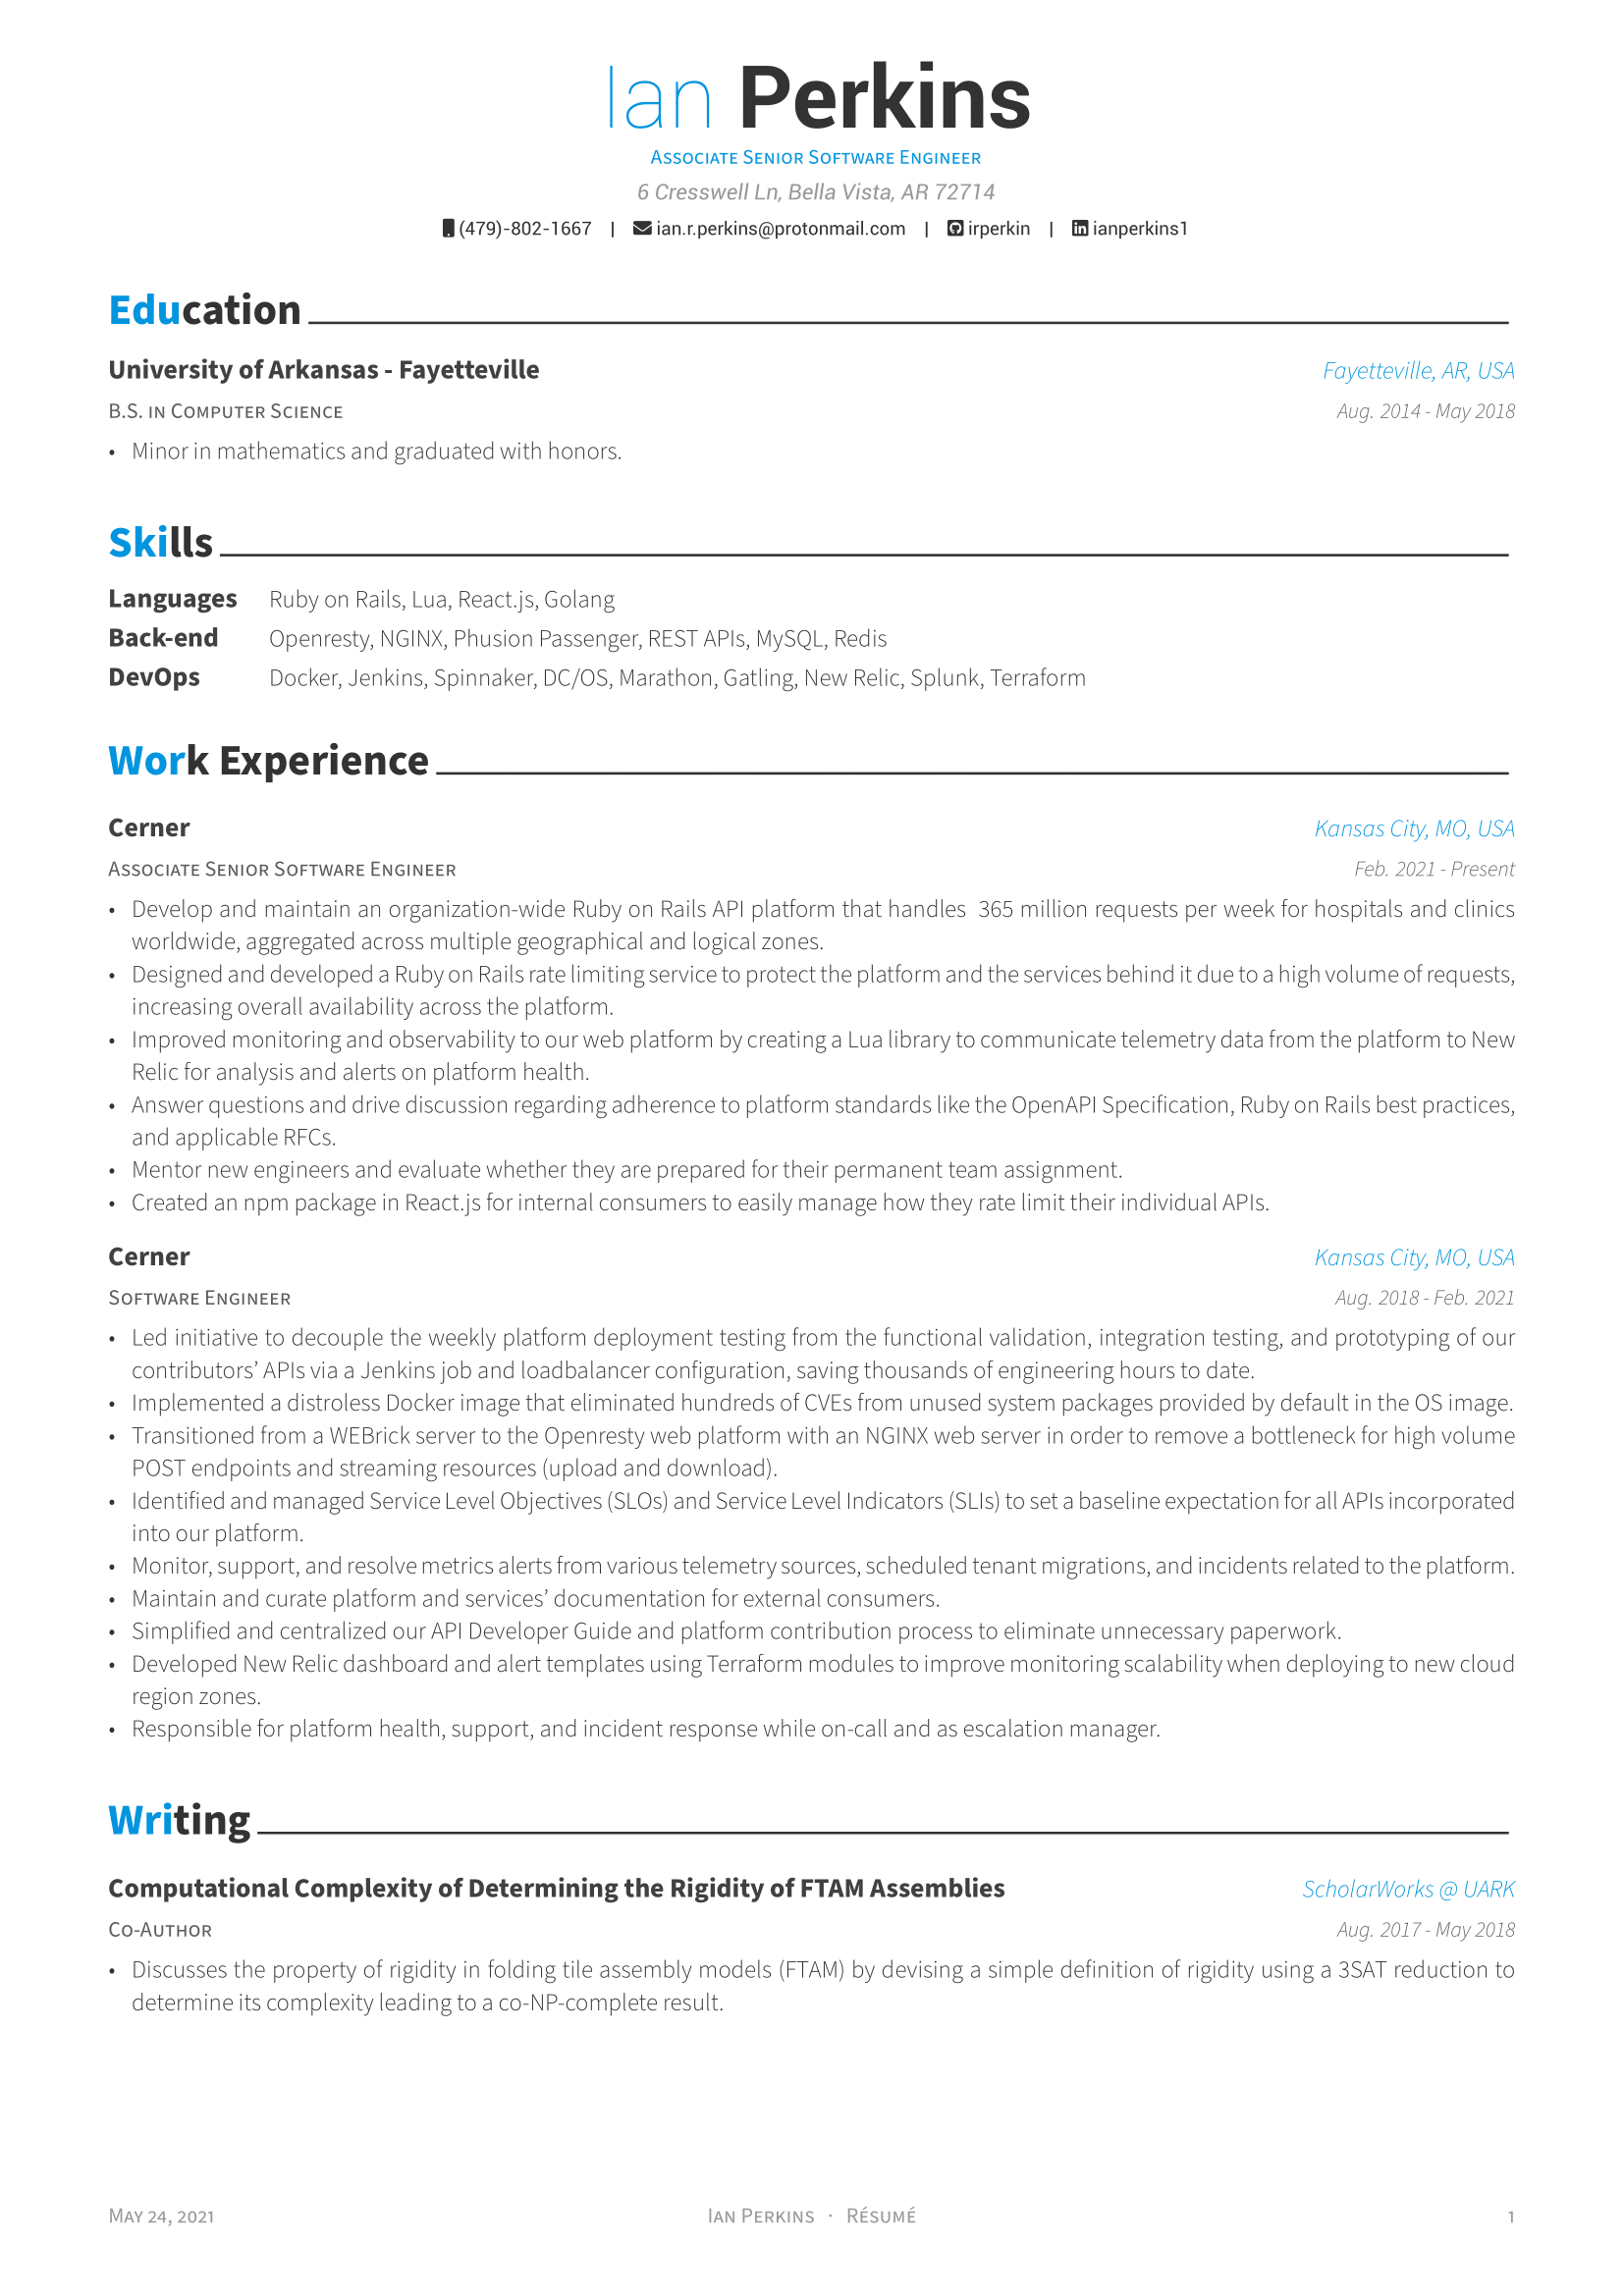 Ian Perkins
Associate Senior Software Engineer
6 Cresswell Ln, Bella Vista, AR 72714
(479)-802-1667 | ian.r.perkins@protonmail.com | irperkin | ianperkins1
Education
University of Arkansas - Fayetteville Fayetteville, AR, USA
B.S. in Computer Science Aug. 2014 - May 2018
• Minor in mathematics and graduated with honors.
Skills
Languages Ruby on Rails, Lua, React.js, Golang
Back-end Openresty, NGINX, Phusion Passenger, REST APIs, MySQL, Redis
DevOps Docker, Jenkins, Spinnaker, DC/OS, Marathon, Gatling, New Relic, Splunk, Terraform
Work Experience
Cerner Kansas City, MO, USA
Associate Senior Software Engineer Feb. 2021 - Present
• Develop and maintain an organization-wide Ruby on Rails API platform that handles 365 million requests per week for hospitals and clinics
worldwide, aggregated across multiple geographical and logical zones.
• Designed and developed a Ruby on Rails rate limiting service to protect the platform and the services behind it due to a high volume of requests,
increasing overall availability across the platform.
• Improved monitoring and observability to our web platform by creating a Lua library to communicate telemetry data from the platform to New
Relic for analysis and alerts on platform health.
• Answer questions and drive discussion regarding adherence to platform standards like the OpenAPI Specification, Ruby on Rails best practices,
and applicable RFCs.
• Mentor new engineers and evaluate whether they are prepared for their permanent team assignment.
• Created an npm package in React.js for internal consumers to easily manage how they rate limit their individual APIs.
Cerner Kansas City, MO, USA
Software Engineer Aug. 2018 - Feb. 2021
• Led initiative to decouple the weekly platform deployment testing from the functional validation, integration testing, and prototyping of our
contributors’ APIs via a Jenkins job and loadbalancer configuration, saving thousands of engineering hours to date.
• Implemented a distroless Docker image that eliminated hundreds of CVEs from unused system packages provided by default in the OS image.
• Transitioned from a WEBrick server to the Openresty web platform with an NGINX web server in order to remove a bottleneck for high volume
POST endpoints and streaming resources (upload and download).
• Identified and managed Service Level Objectives (SLOs) and Service Level Indicators (SLIs) to set a baseline expectation for all APIs incorporated
into our platform.
• Monitor, support, and resolve metrics alerts from various telemetry sources, scheduled tenant migrations, and incidents related to the platform.
• Maintain and curate platform and services’ documentation for external consumers.
• Simplified and centralized our API Developer Guide and platform contribution process to eliminate unnecessary paperwork.
• Developed New Relic dashboard and alert templates using Terraform modules to improve monitoring scalability when deploying to new cloud
region zones.
• Responsible for platform health, support, and incident response while on-call and as escalation manager.
Writing
Computational Complexity of Determining the Rigidity of FTAM Assemblies ScholarWorks @ UARK
Co-Author Aug. 2017 - May 2018
• Discusses the property of rigidity in folding tile assembly models (FTAM) by devising a simple definition of rigidity using a 3SAT reduction to
determine its complexity leading to a co-NP-complete result.
May 24, 2021 Ian Perkins · Résumé 1